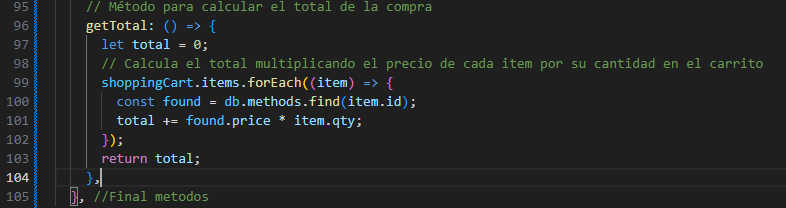 95 // Método para calcular el total de la compra
96 getTotal: () => {
97 let total = 0;
98 // Calcula el total multiplicando el precio de cada item por su cantidad en el carrito
99 shoppingCart.items.forEach((item) => {
100 const found = db.methods.find(item.id);
101 total += found.price * item.qty;
102 });
103 return total;
104 },
105 }, //Final metodos